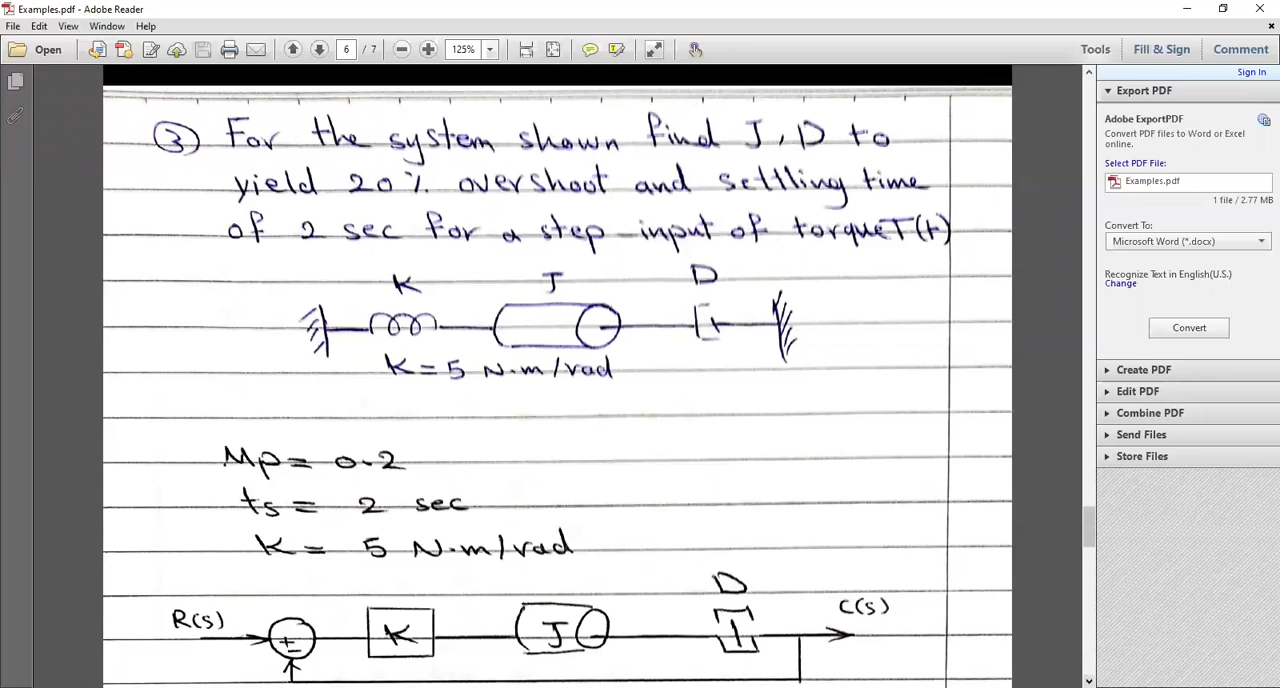 Examples.pdf - Adobe Reader
File Edit View Window Help
Open 6 / 7 125% Tools Fill & Sign Comment
Sign In
Export PDF
Adobe ExportPDF
Convert PDF files to Word or Excel online.
Select PDF File:
Examples.pdf
1 file / 2.77 MB
Convert To:
Microsoft Word (*.docx)
Recognize Text in English(U.S.)
Change
Convert
Create PDF
Edit PDF
Combine PDF
Send Files
Store Files
③ For the system shown find J, D to
yield 20% overshoot and settling time
of 2 sec for a step-input of torque T(t)
K J D
K = 5 N.m/rad
Mp = 0.2
ts = 2 sec
K = 5 N.m/rad
D
R(s) C(s)
+ K J
-